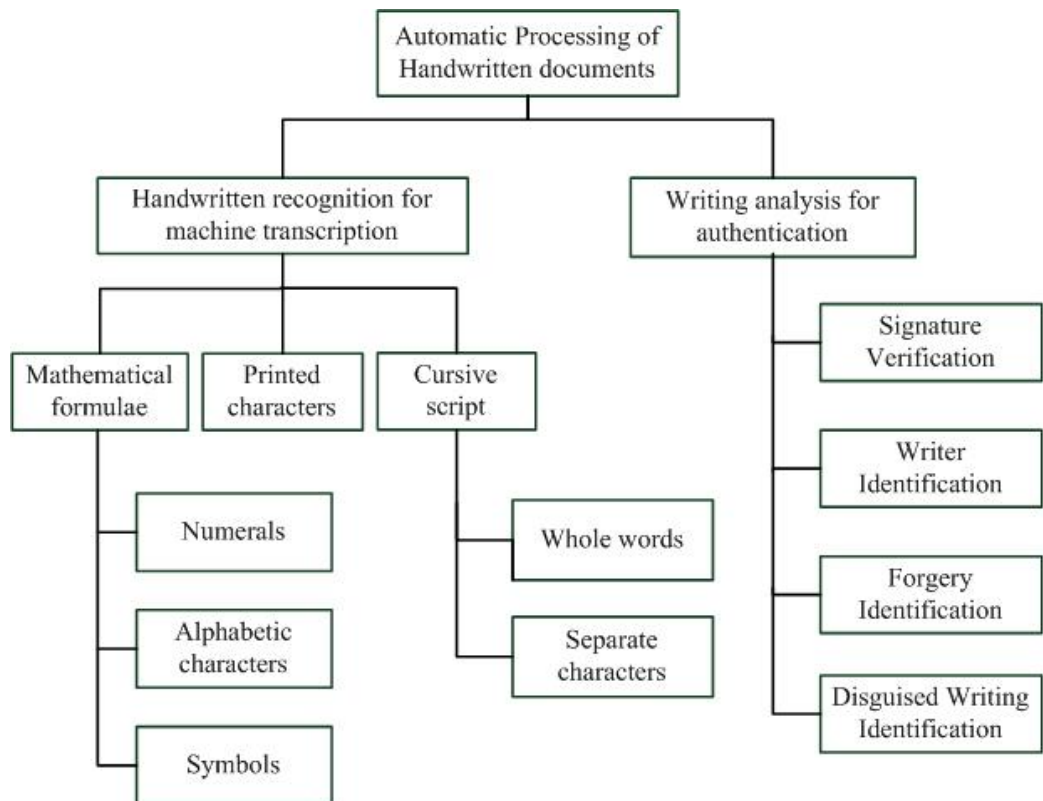 Automatic Processing of
Handwritten documents
Handwritten recognition for
machine transcription
Writing analysis for
authentication
Mathematical
formulae
Printed
characters
Cursive
script
Numerals
Alphabetic
characters
Symbols
Whole words
Separate
characters
Signature
Verification
Writer
Identification
Forgery
Identification
Disguised Writing
Identification